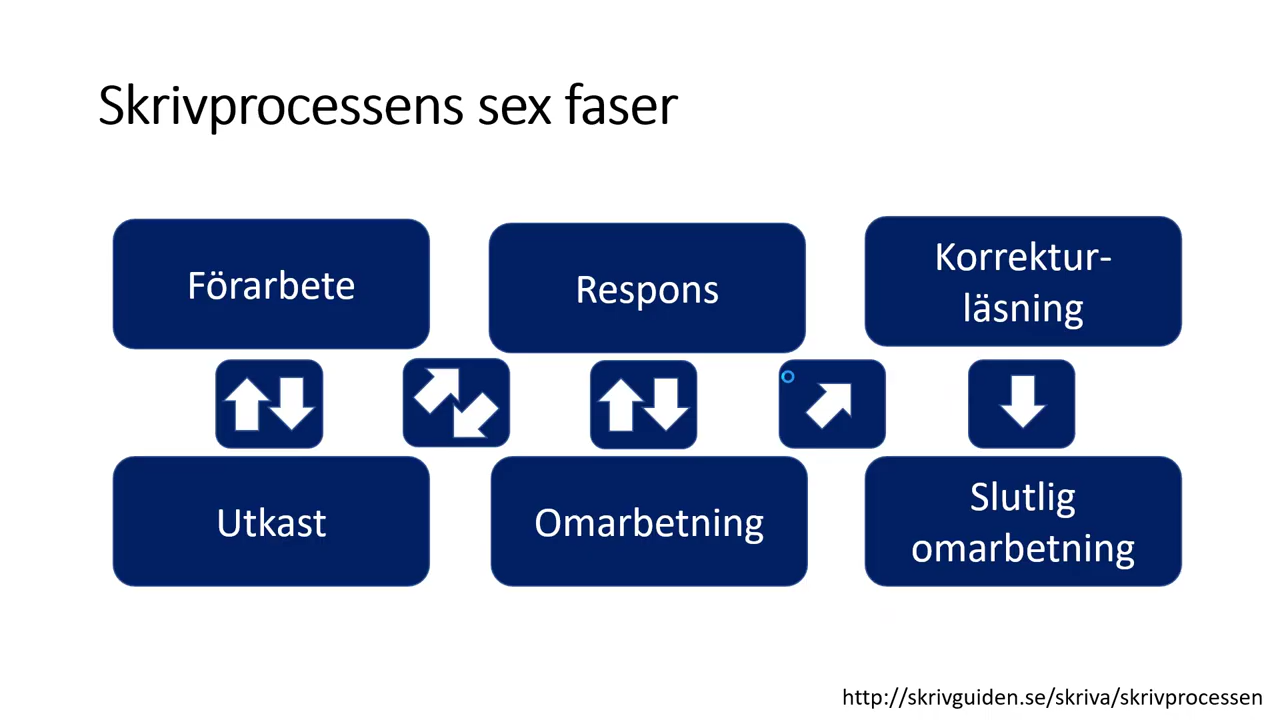 Skrivprocessens sex faser
Förarbete
Respons
Korrektur-
läsning
Utkast
Omarbetning
Slutlig
omarbetning
http://skrivguiden.se/skriva/skrivprocessen